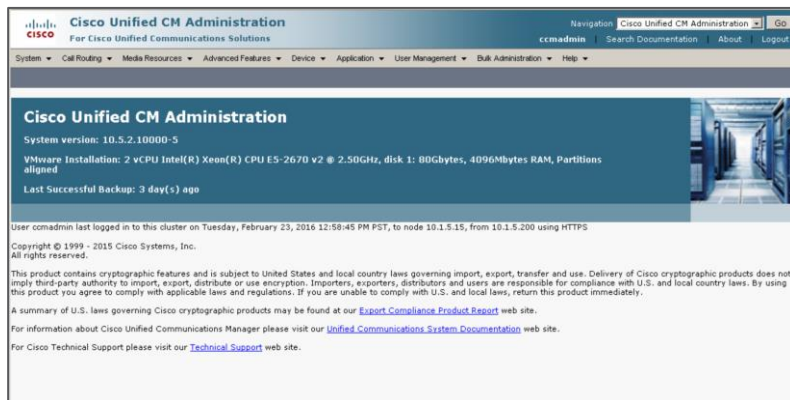 Cisco Unified CM Administration
Navigation Cisco Unified CM Administration Go
CISCO For Cisco Unified Communications Solutions
ccmadmin | Search Documentation | About | Logout
System Call Routing Media Resources Advanced Features Device Application User Management Bulk Administration Help
Cisco Unified CM Administration
System version: 10.5.2.10000-5
VMware Installation: 2 vCPU Intel(R) Xeon(R) CPU E5-2670 v2 @ 2.50GHz, disk 1: 80Gbytes, 4096Mbytes RAM, Partitions
aligned
Last Successful Backup: 3 day(s) ago
User ccmadmin last logged in to this cluster on Tuesday, February 23, 2016 12:58:45 PM PST, to node 10.1.5.15, from 10.1.5.200 using HTTPS
Copyright © 1999 - 2015 Cisco Systems, Inc.
All rights reserved.
This product contains cryptographic features and is subject to United States and local country laws governing import, export, transfer and use. Delivery of Cisco cryptographic products does not
imply third-party authority to import, export, distribute or use encryption. Importers, exporters, distributors and users are responsible for compliance with U.S. and local country laws. By using
this product you agree to comply with applicable laws and regulations. If you are unable to comply with U.S. and local laws, return this product immediately.
A summary of U.S. laws governing Cisco cryptographic products may be found at our Export Compliance Product Report web site.
For information about Cisco Unified Communications Manager please visit our Unified Communications System Documentation web site.
For Cisco Technical Support please visit our Technical Support web site.